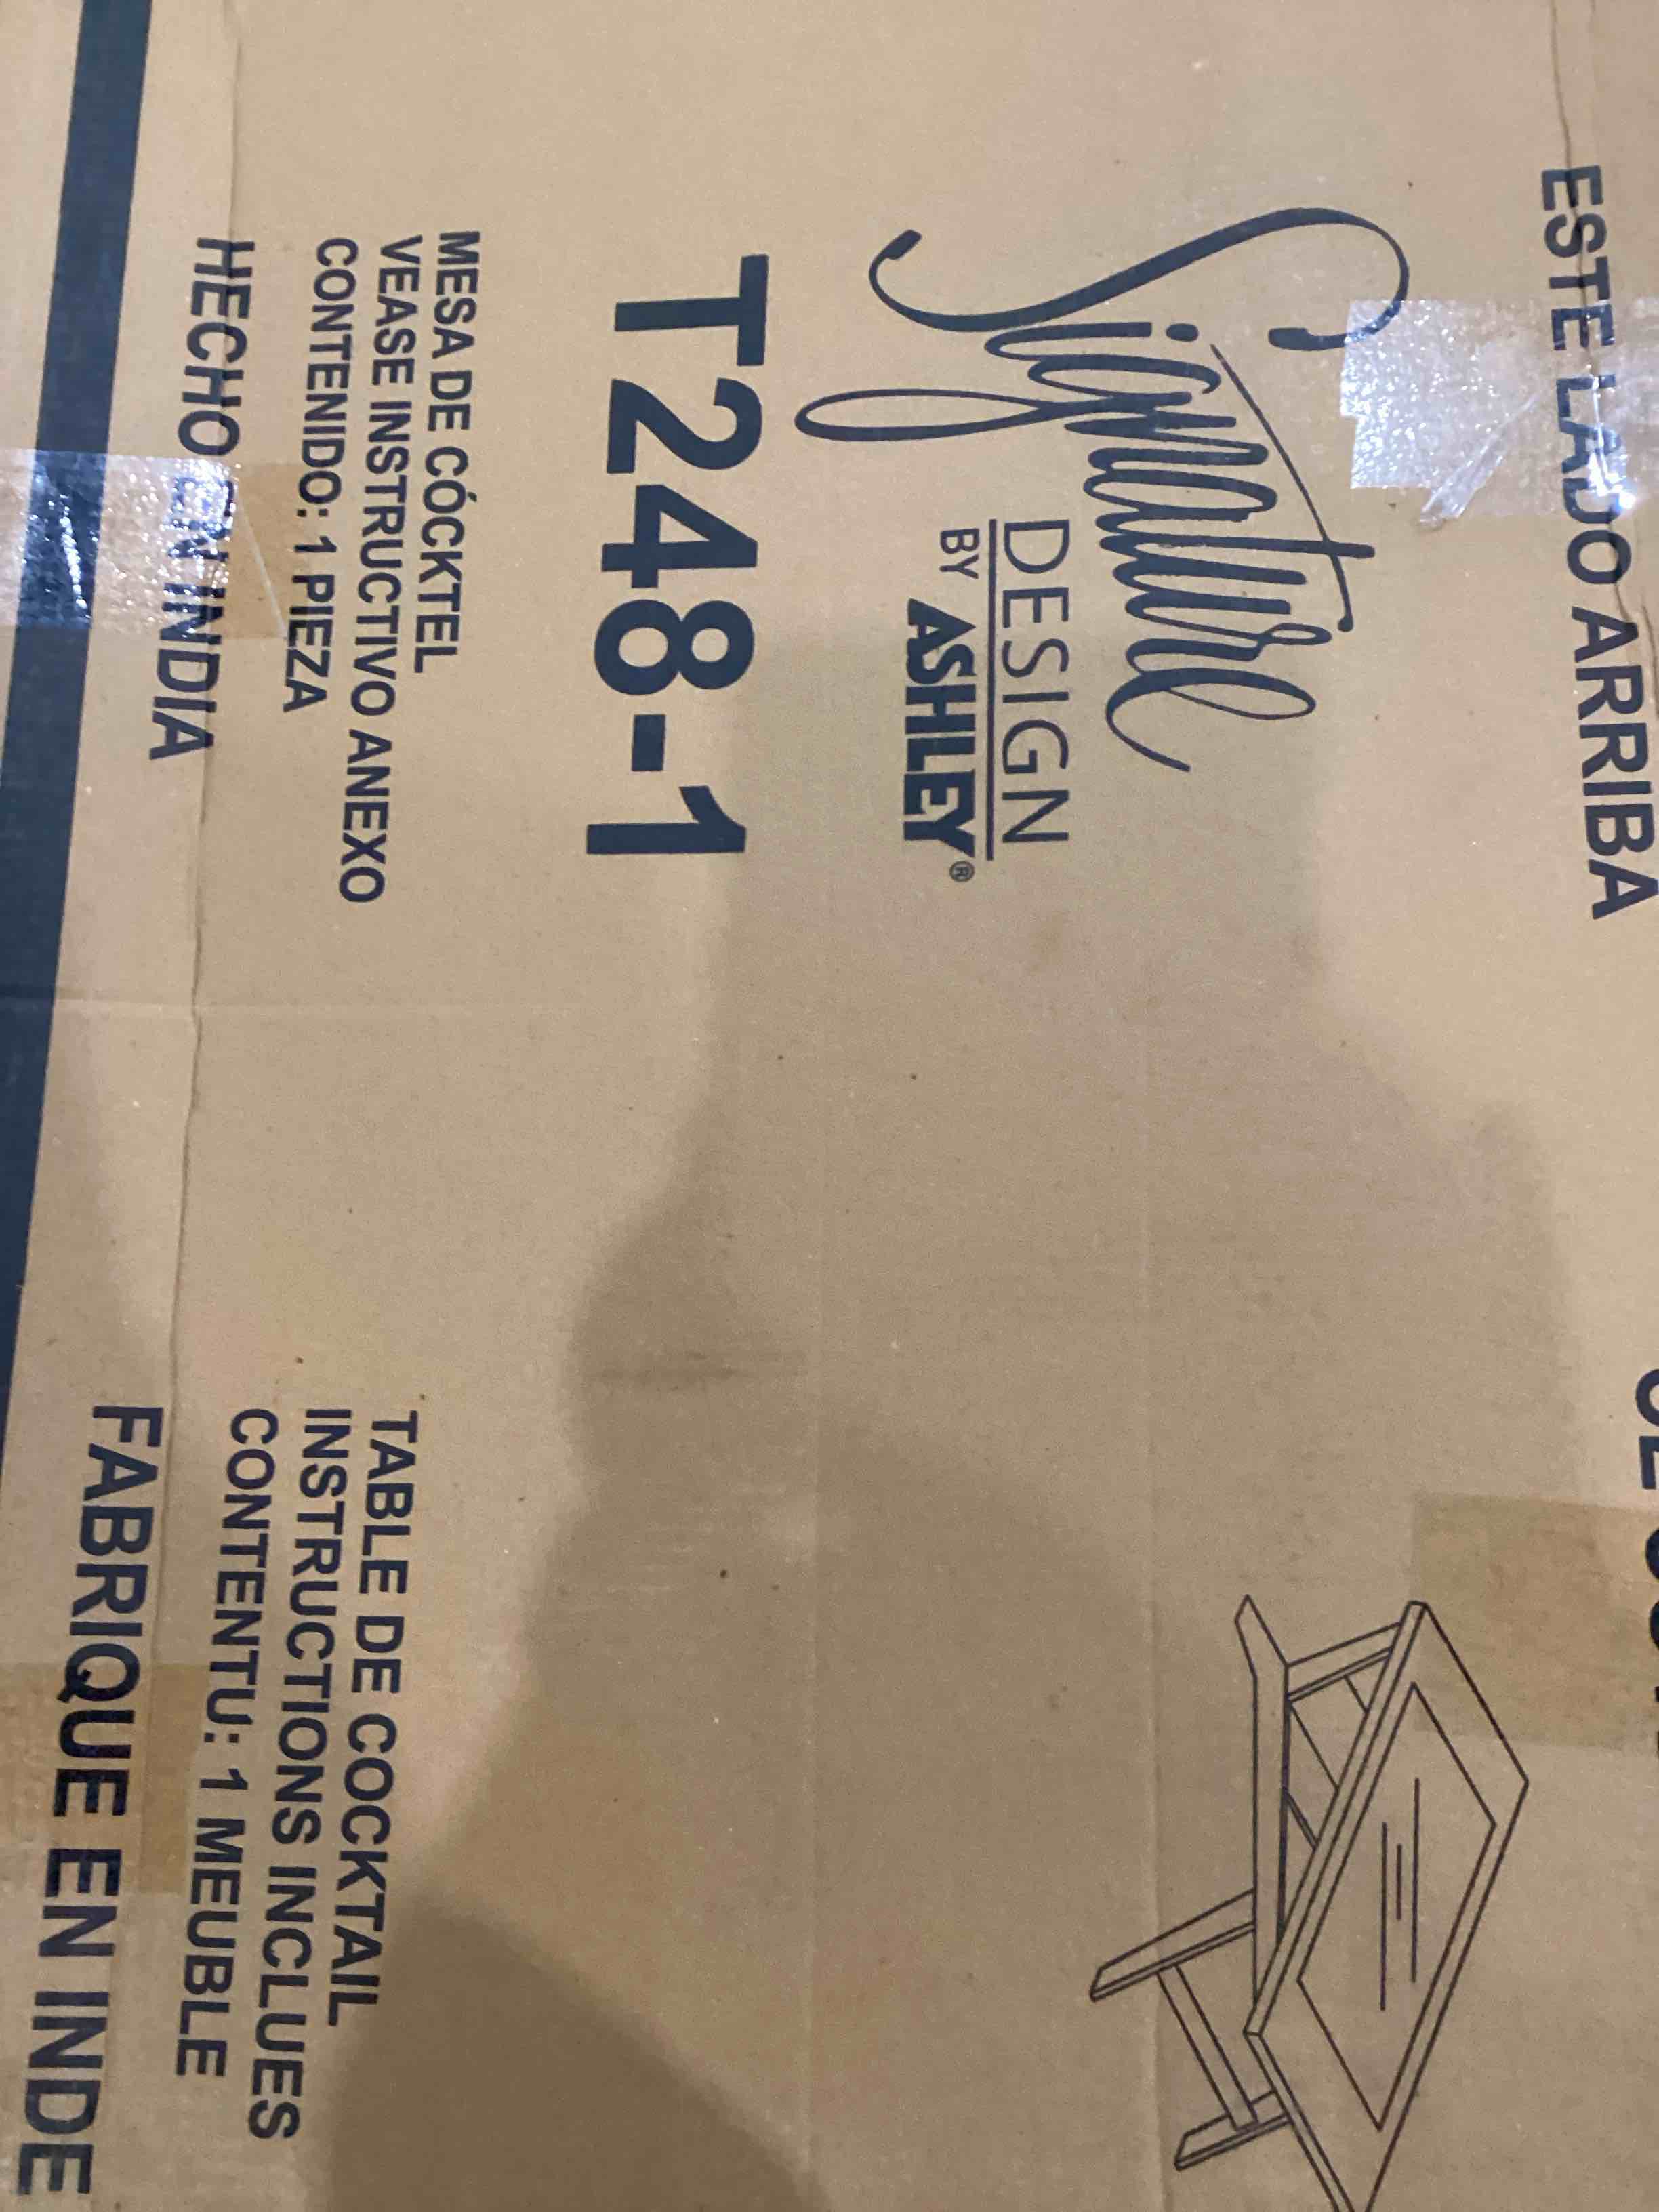 ESTE LADO ARRIBA
Signature
DESIGN
BY ASHLEY®
T248-1
MESA DE CÓCKTEL
VEASE INSTRUCTIVO ANEXO
CONTENIDO: 1 PIEZA
HECHO EN INDIA
TABLE DE COCKTAIL
INSTRUCTIONS INCLUES
CONTENTU: 1 MEUBLE
FABRIQUE EN INDE